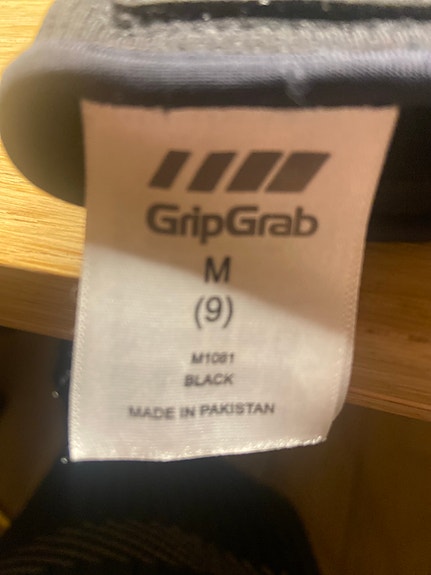 GripGrab
M
(9)
M1081
BLACK
MADE IN PAKISTAN